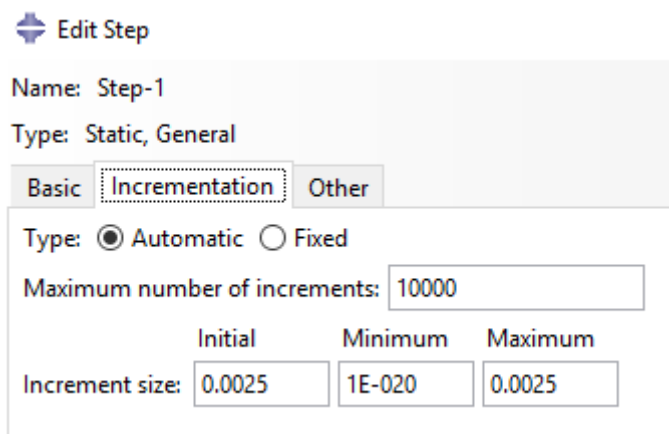 Edit Step
Name: Step-1
Type: Static, General
Basic Incrementation Other
Type: Automatic Fixed
Maximum number of increments: 10000
Initial Minimum Maximum
Increment size: 0.0025 1E-020 0.0025